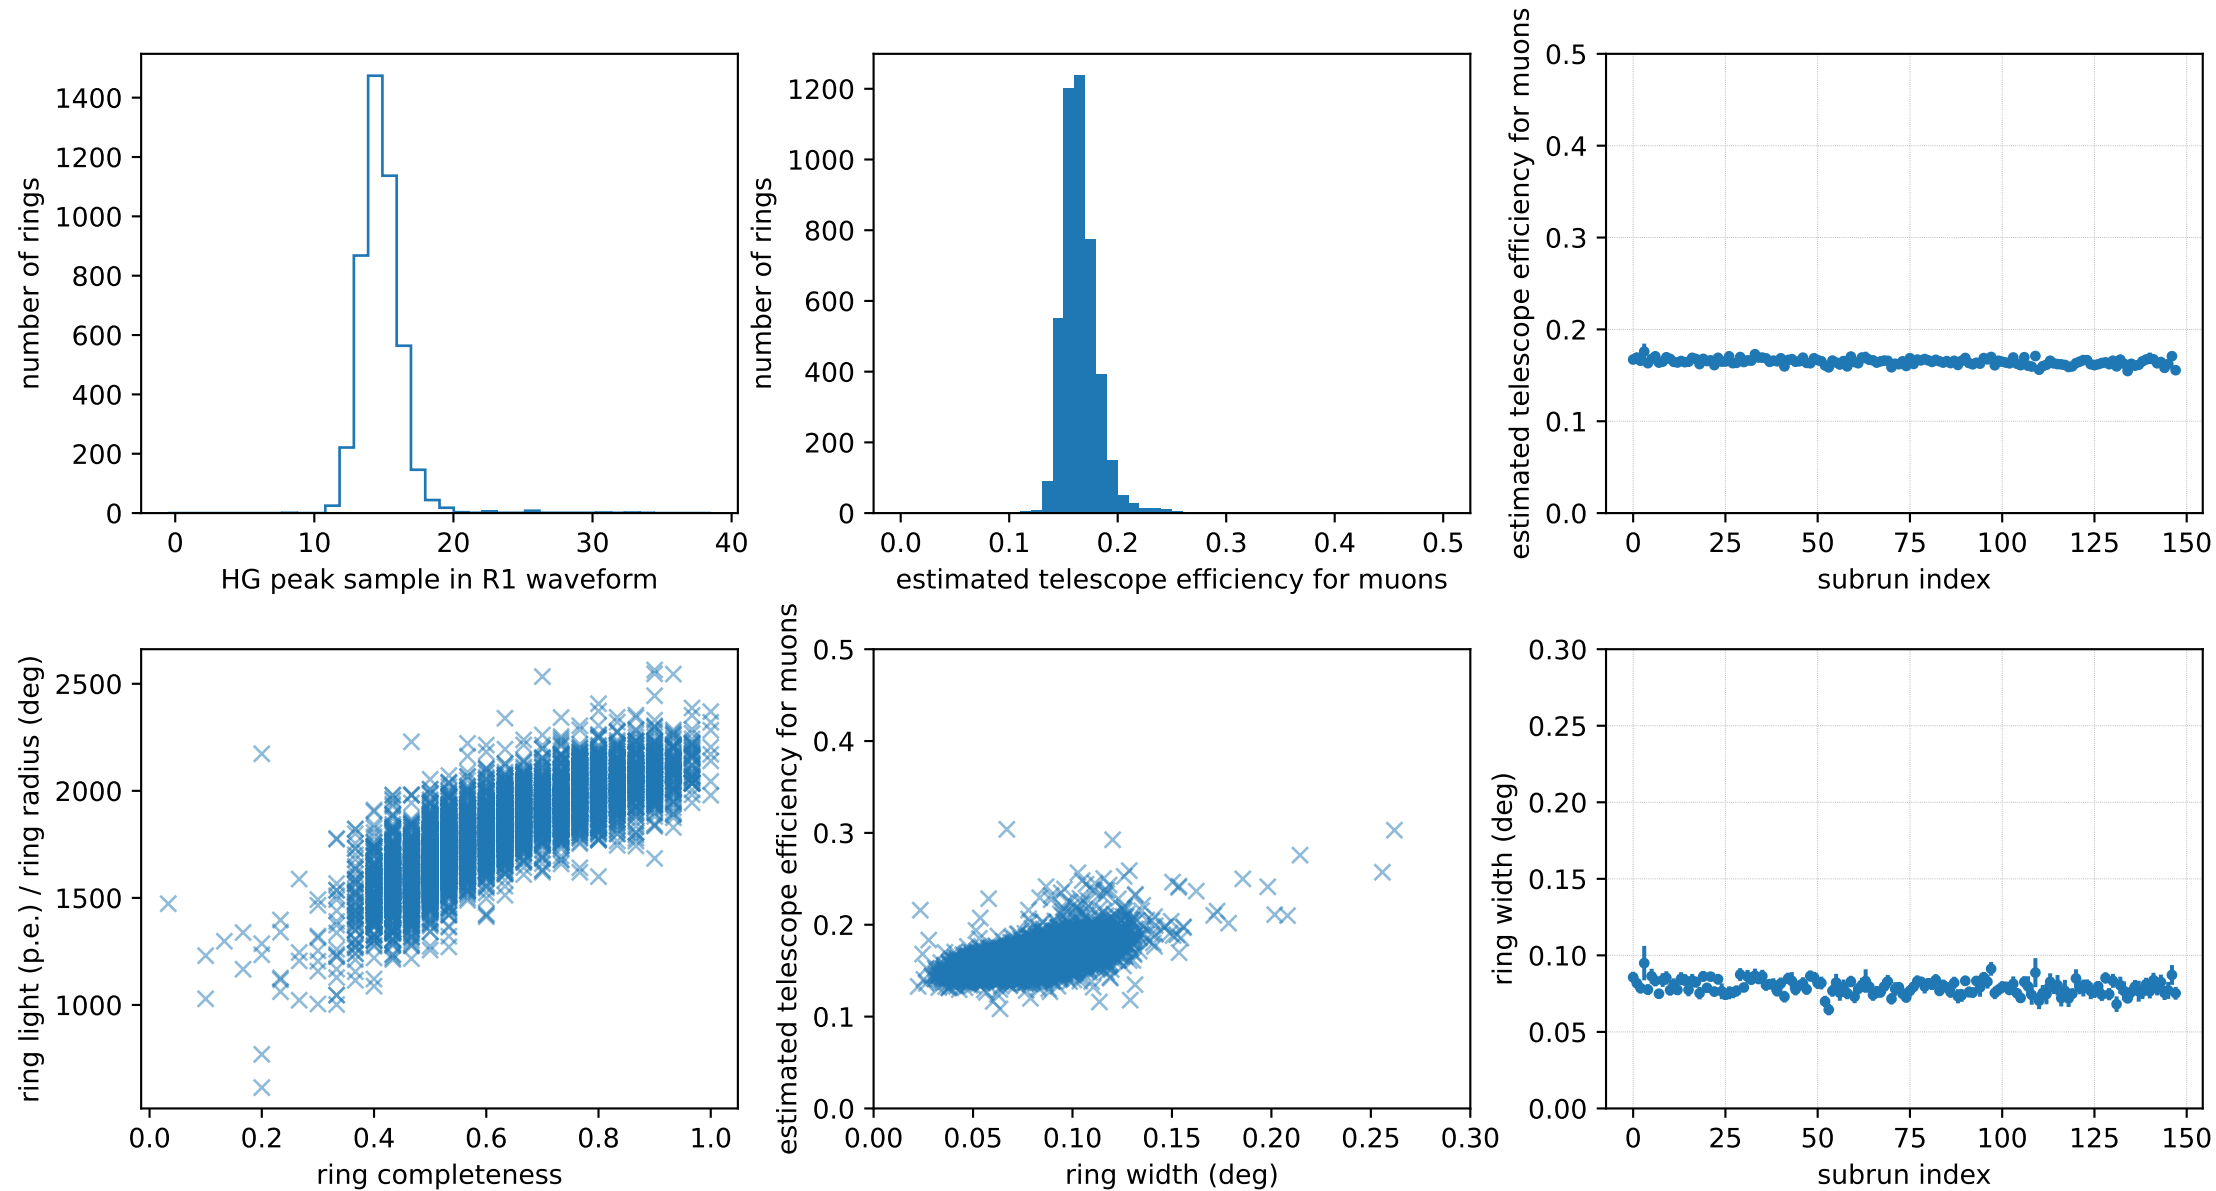 number of rings
1400
1200
1000
800
600
400
200
0
0 10 20 30 40
HG peak sample in R1 waveform
number of rings
1200
1000
800
600
400
200
0
0.0 0.1 0.2 0.3 0.4 0.5
estimated telescope efficiency for muons
estimated telescope efficiency for muons
0.5
0.4
0.3
0.2
0.1
0.0
0 25 50 75 100 125 150
subrun index
ring light (p.e.) / ring radius (deg)
2500
2000
1500
1000
0.0 0.2 0.4 0.6 0.8 1.0
ring completeness
estimated telescope efficiency for muons
0.5
0.4
0.3
0.2
0.1
0.0
0.00 0.05 0.10 0.15 0.20 0.25 0.30
ring width (deg)
ring width (deg)
0.30
0.25
0.20
0.15
0.10
0.05
0.00
0 25 50 75 100 125 150
subrun index